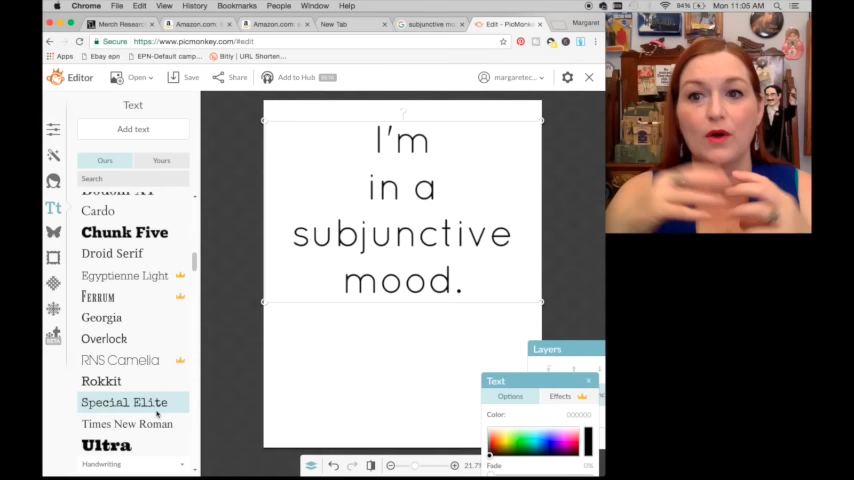 Chrome File Edit View History Bookmarks People Window Help
94% Mon 11:05 AM
Merch Resear Amazon.com: Amazon.com: s New Tab subjunctive mo Edit - PicMonkey Margaret
Secure https://www.picmonkey.com/#edit
Apps Ebay epn EPN-Default camp... Bitly | URL Shorten...
Editor Open Save Share Add to Hub margaretec...
Text
Add text
Ours Yours
Search
Cardo
Chunk Five
Droid Serif
Egyptienne Light
Ferrum
Georgia
Overlock
RNS Camelia
Rokkit
Special Elite
Times New Roman
Ultra
Handwriting
I'm
in a
subjunctive
mood.
Layers
Text
Options Effects
Color: 000000
Fade 0%
21.7%